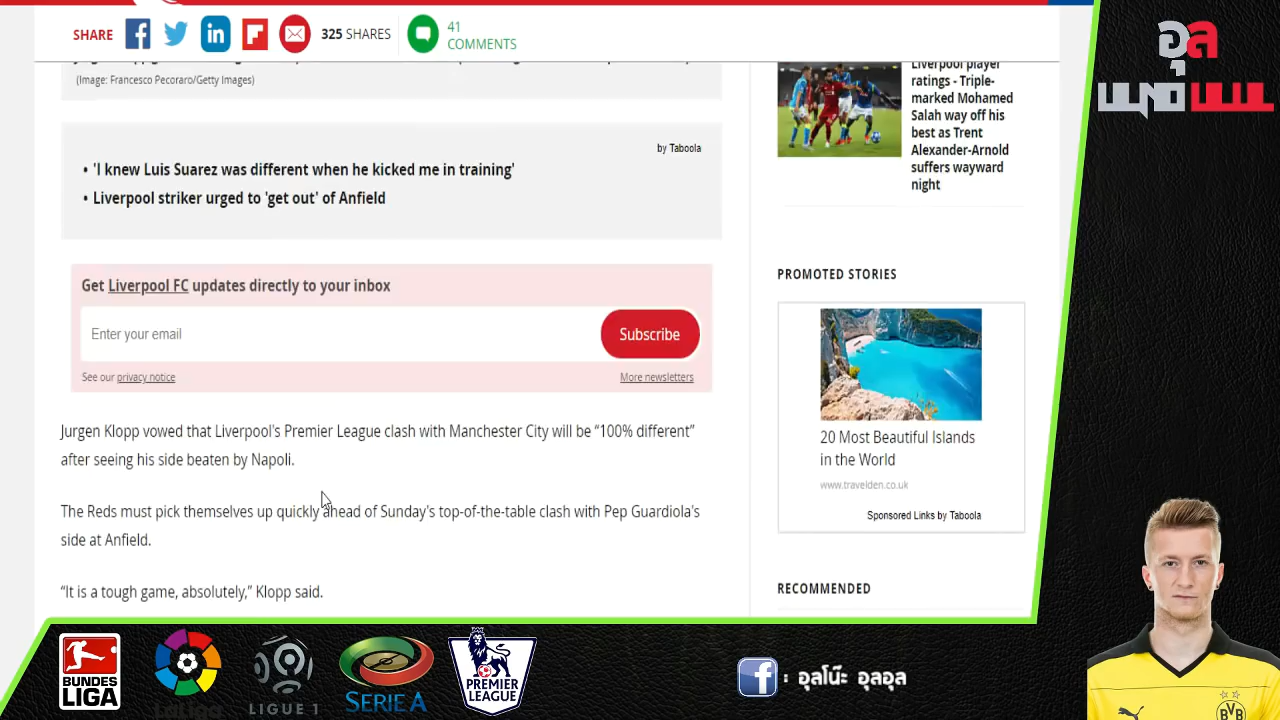 SHARE
325 SHARES
41
COMMENTS
(Image: Francesco Pecoraro/Getty Images)
by Taboola
• 'I knew Luis Suarez was different when he kicked me in training'
• Liverpool striker urged to 'get out' of Anfield
Get Liverpool FC updates directly to your inbox
Enter your email
Subscribe
See our privacy notice
More newsletters
Jurgen Klopp vowed that Liverpool's Premier League clash with Manchester City will be “100% different”
after seeing his side beaten by Napoli.
The Reds must pick themselves up quickly ahead of Sunday's top-of-the-table clash with Pep Guardiola's
side at Anfield.
“It is a tough game, absolutely,” Klopp said.
Liverpool player
ratings - Triple-
marked Mohamed
Salah way off his
best as Trent
Alexander-Arnold
suffers wayward
night
PROMOTED STORIES
20 Most Beautiful Islands
in the World
www.travelden.co.uk
Sponsored Links by Taboola
RECOMMENDED
อุล
BVB
09
BUNDES
LIGA
LaLiga
LIGUE 1
SERIE A
PREMIER
LEAGUE
: อุลโน๊ะ อุลอุล